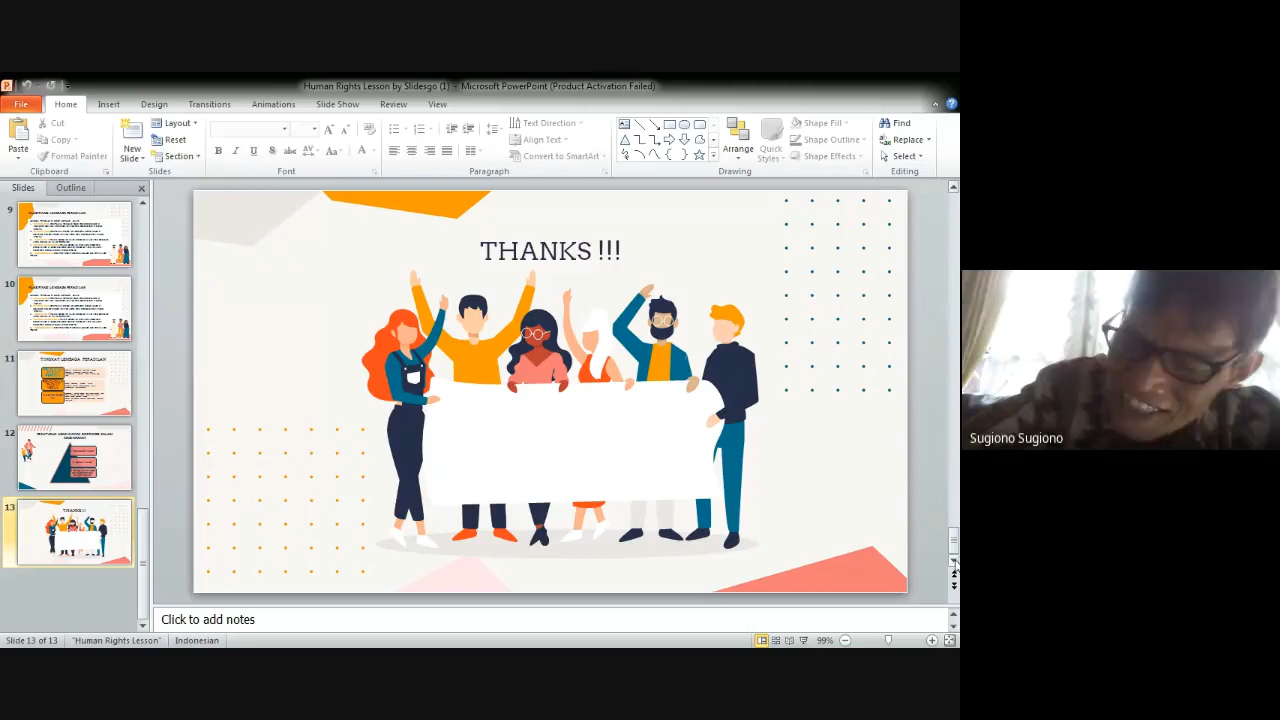 Human Rights Lesson by Slidesgo (1) - Microsoft PowerPoint (Product Activation Failed)
File Home Insert Design Transitions Animations Slide Show Review View
Paste
Cut
Copy
Format Painter
Clipboard
New Slide
Layout
Reset
Section
Slides
Font
Text Direction
Align Text
Convert to SmartArt
Paragraph
Arrange
Quick Styles
Shape Fill
Shape Outline
Shape Effects
Drawing
Find
Replace
Select
Editing
Slides Outline
9
10
11
TINGKAT LEMBAGA PERADILAN
12
13
THANKS !!!
THANKS !!!
Click to add notes
Slide 13 of 13 "Human Rights Lesson" Indonesian 99%
Sugiono Sugiono